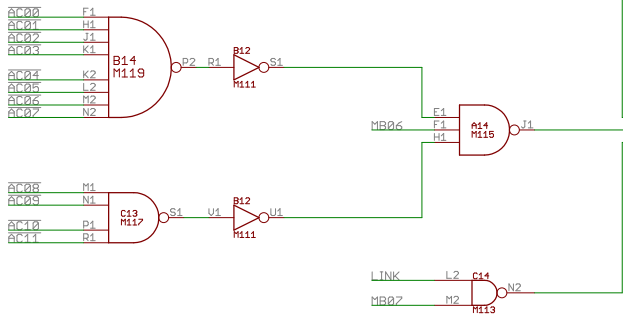 AC00 F1
AC01 H1
AC02 J1
AC03 K1
B14
M119
P2 R1 B12 S1
M111
AC04 K2
AC05 L2
AC06 M2
AC07 N2
E1
MB06 F1
H1
A14
M115
J1
AC08 M1
AC09 N1
C13
M117
S1 V1 B12 U1
M111
AC10 P1
AC11 R1
LINK L2 C14
N2
MB07 M2
M113